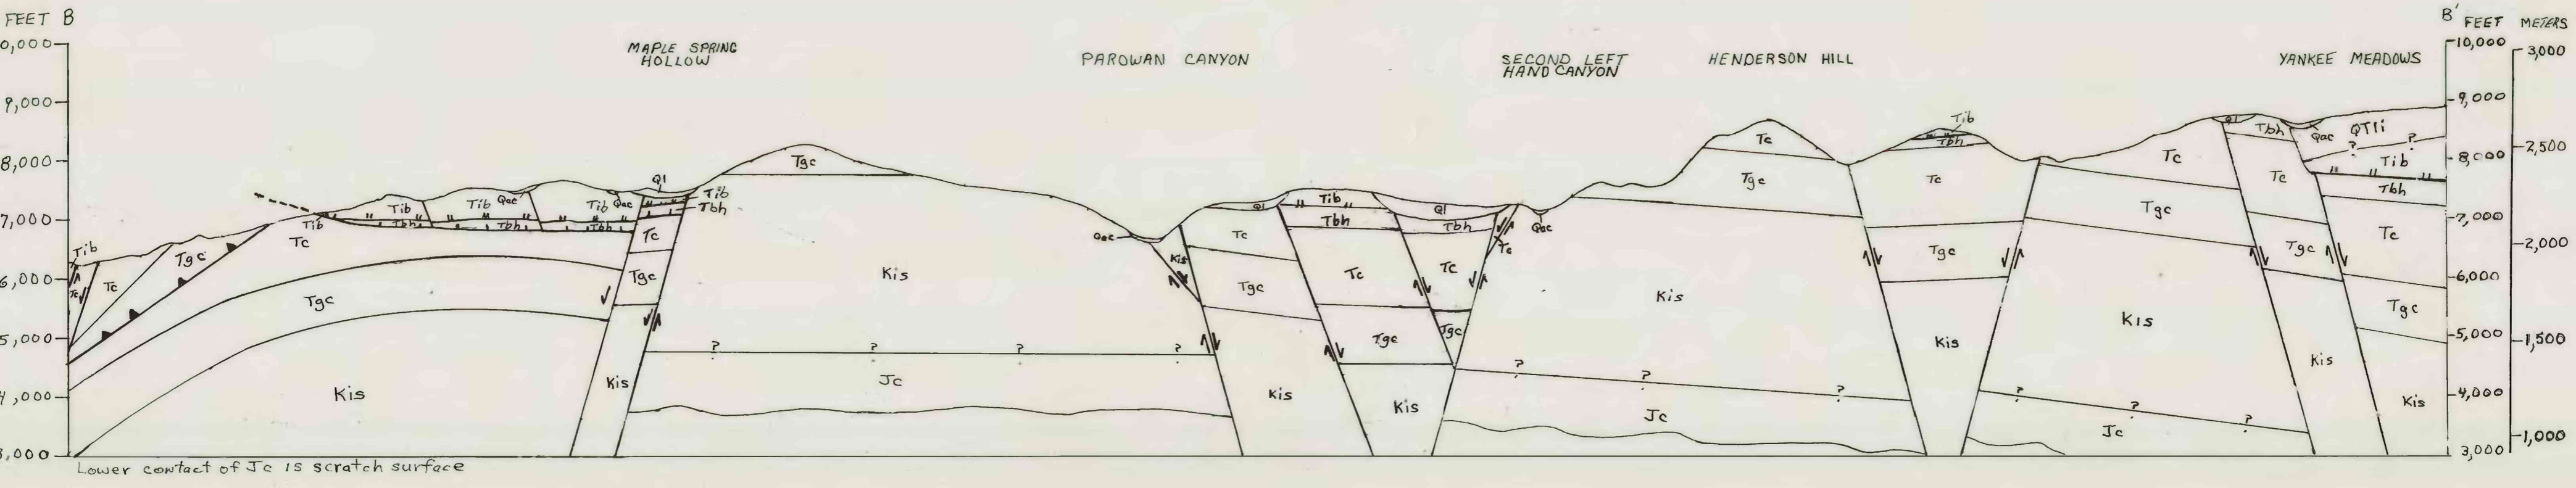 FEET B
B'
FEET METERS
MAPLE SPRING
HOLLOW
PAROWAN CANYON
SECOND LEFT
HAND CANYON
HENDERSON HILL
YANKEE MEADOWS
0,000
9,000
8,000
7,000
6,000
5,000
4,000
3,000
10,000
9,000
8,000
7,000
6,000
5,000
4,000
3,000
3,000
2,500
2,000
1,500
1,000
Tib
Tc
Tc
Tgc
Tc
Tgc
Kis
Tib
Tib
Tbh
Tib
Qac
Tbh
Tib
Qac
Tbh
Ql
Tib
Tbh
Tc
Tgc
Kis
Tgc
Kis
? ? ? ?
Jc
Qac
Kis
Ql
Tc
Tgc
Kis
Tib
Tbh
Tc
Tgc
Kis
Ql
Tbh
Tc
Tgc
Tc
Qac
Kis
? ? ?
Jc
Tc
Tgc
Tib
Tbh
Tc
Tgc
Kis
Tc
Tgc
Kis
? ? ?
Jc
Ql
Tbh
Tc
Tgc
Kis
Qac
QTli
? ?
Tib
Tbh
Tc
Tgc
Kis
Lower contact of Jc is scratch surface